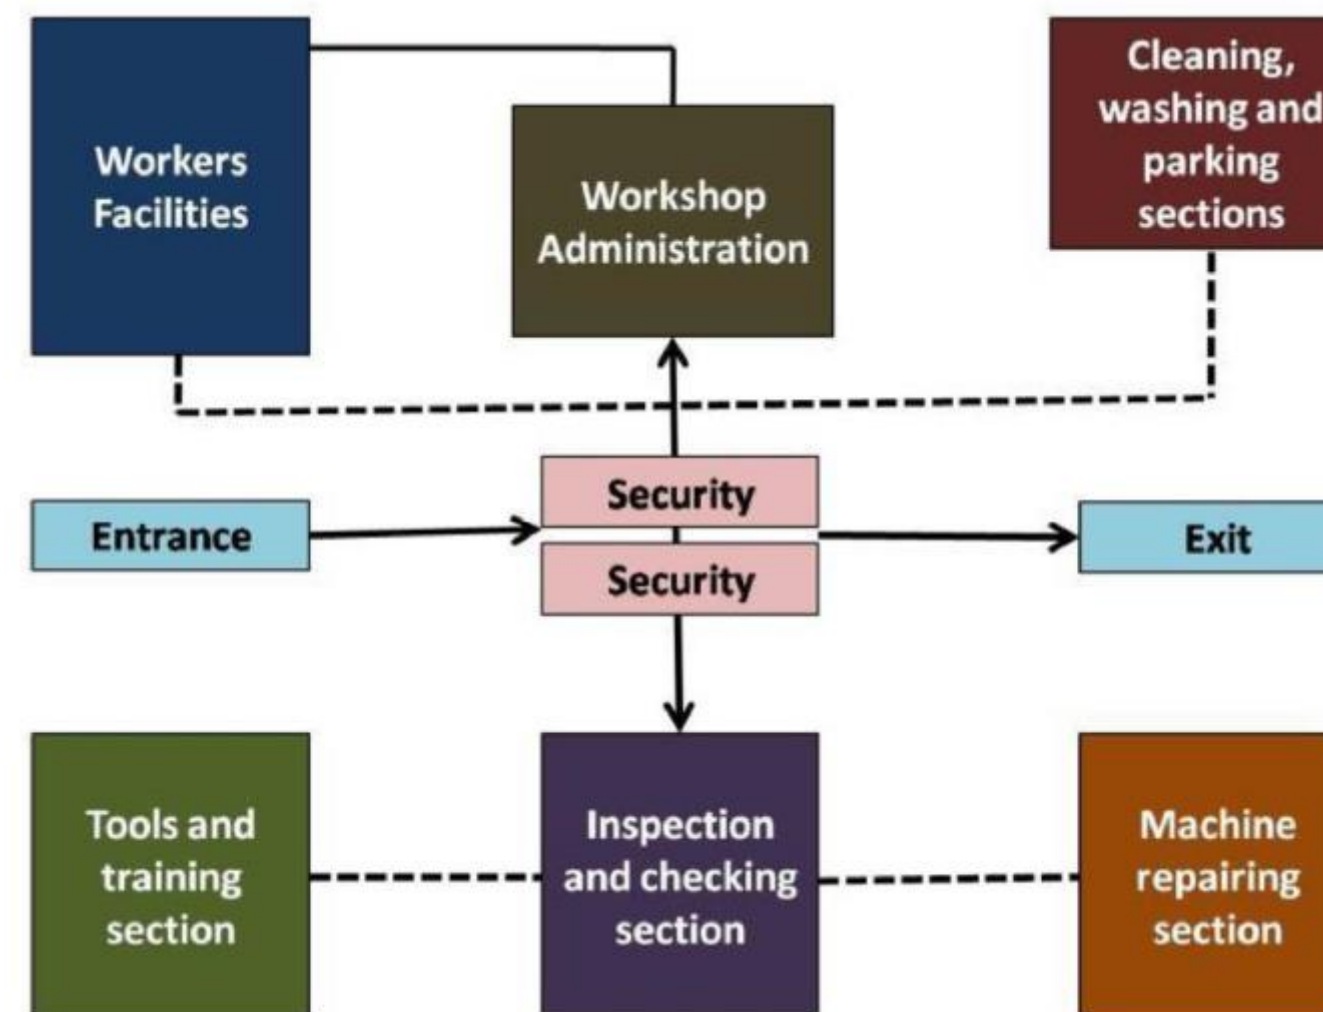 Workers
Facilities
Workshop
Administration
Cleaning,
washing and
parking
sections
Entrance
Security
Security
Exit
Tools and
training
section
Inspection
and checking
section
Machine
repairing
section